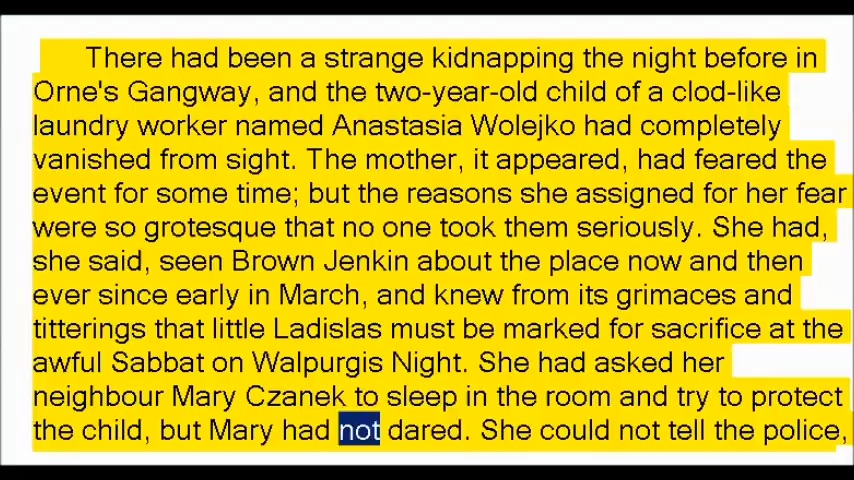 There had been a strange kidnapping the night before in
Orne's Gangway, and the two-year-old child of a clod-like
laundry worker named Anastasia Wolejko had completely
vanished from sight. The mother, it appeared, had feared the
event for some time; but the reasons she assigned for her fear
were so grotesque that no one took them seriously. She had,
she said, seen Brown Jenkin about the place now and then
ever since early in March, and knew from its grimaces and
titterings that little Ladislas must be marked for sacrifice at the
awful Sabbat on Walpurgis Night. She had asked her
neighbour Mary Czanek to sleep in the room and try to protect
the child, but Mary had not dared. She could not tell the police,